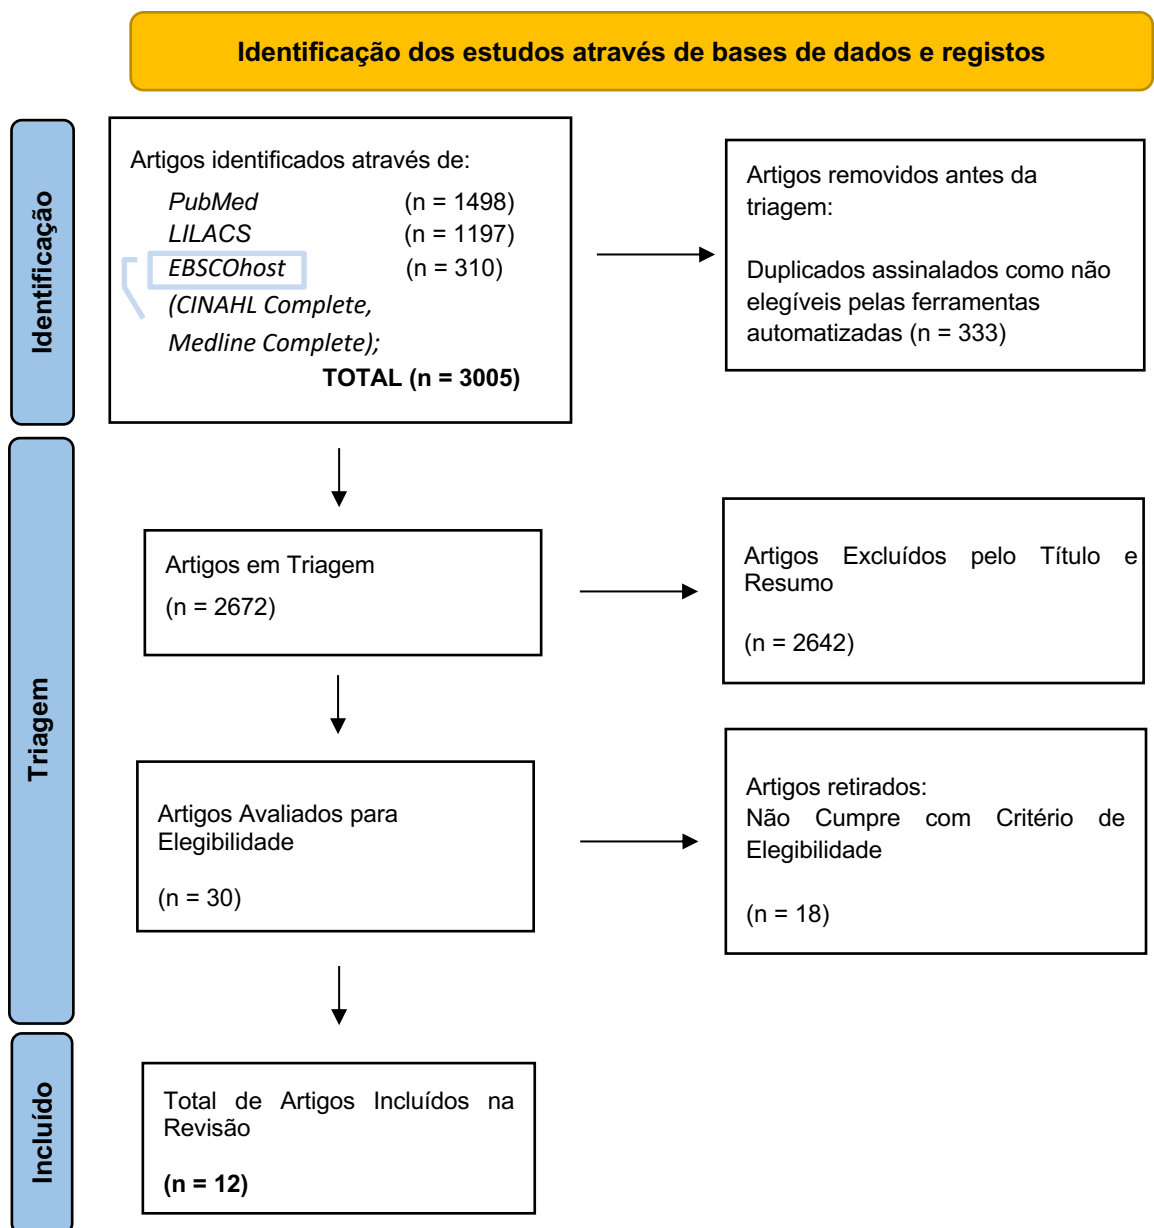 Identificação dos estudos através de bases de dados e registos
Identificação
Artigos identificados através de:
PubMed (n = 1498)
LILACS (n = 1197)
EBSCOhost (n = 310)
(CINAHL Complete,
Medline Complete);
TOTAL (n = 3005)
Artigos removidos antes da
triagem:
Duplicados assinalados como não
elegíveis pelas ferramentas
automatizadas (n = 333)
Triagem
Artigos em Triagem
(n = 2672)
Artigos Excluídos pelo Título e
Resumo
(n = 2642)
Artigos Avaliados para
Elegibilidade
(n = 30)
Artigos retirados:
Não Cumpre com Critério de
Elegibilidade
(n = 18)
Incluído
Total de Artigos Incluídos na
Revisão
(n = 12)